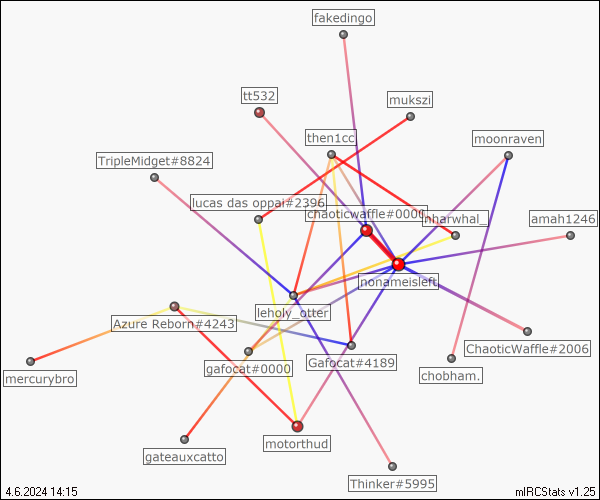 fakedingo
tt532
mukszi
then1cc
moonraven
TripleMidget#8824
lucas das oppai#2396
chaoticwaffle#0000
nharwhal_
amah1246
nonameisleft
leholy_otter
Azure Reborn#4243
ChaoticWaffle#2006
gafocat#0000
Gafocat#4189
chobham.
mercurybro
motorthud
gateauxcatto
Thinker#5995
4.6.2024 14:15
mIRCStats v1.25